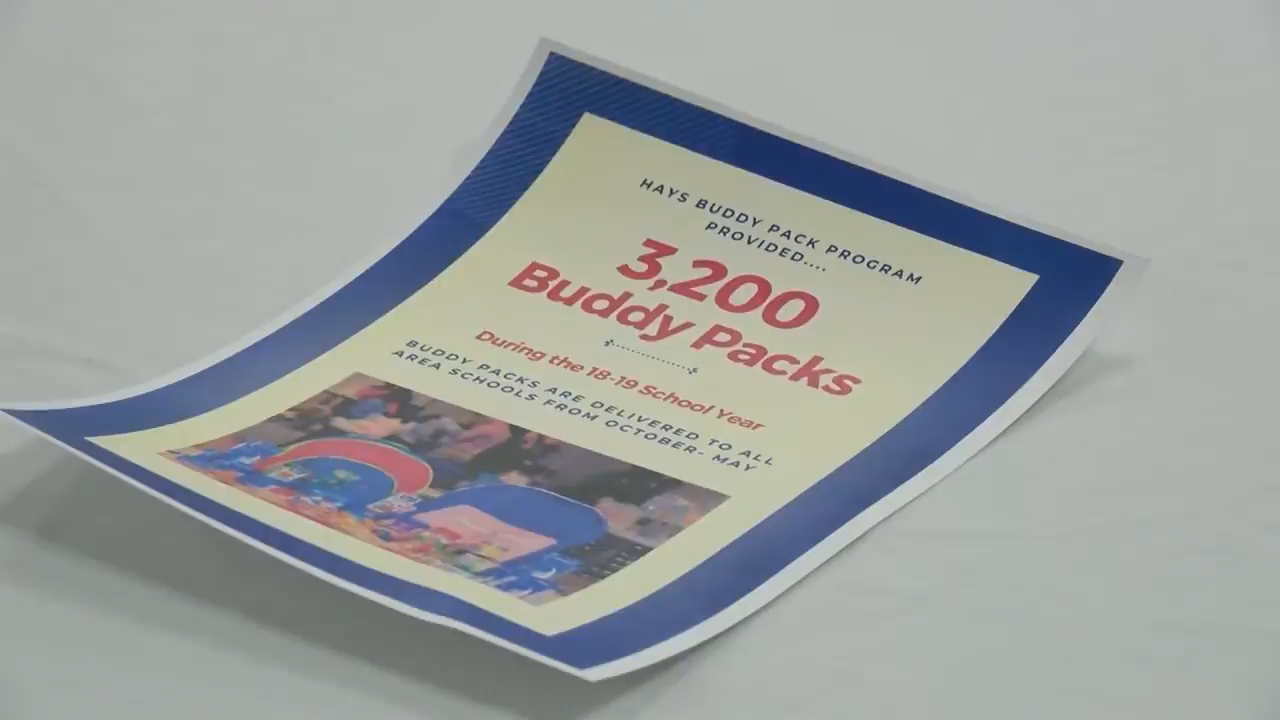 HAYS BUDDY PACK PROGRAM
PROVIDED....
3,200
Buddy Packs
During the 18-19 School Year
BUDDY PACKS ARE DELIVERED TO ALL
AREA SCHOOLS FROM OCTOBER- MAY